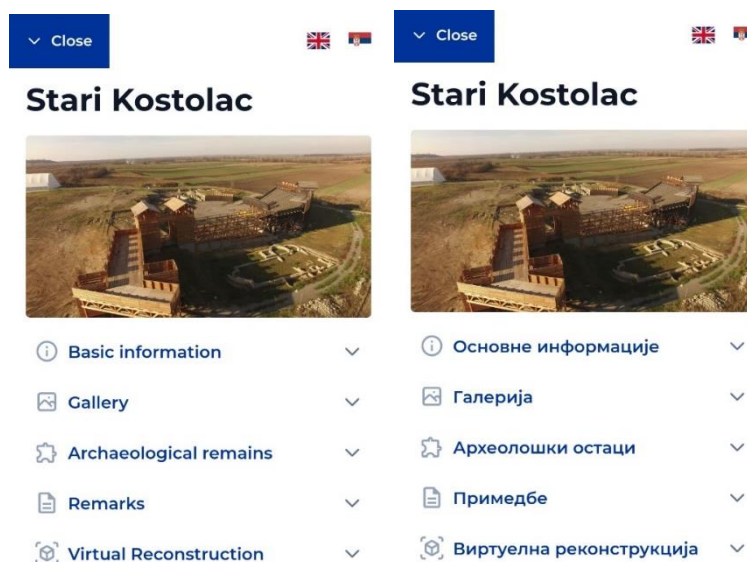 Close
Stari Kostolac
Basic information
Gallery
Archaeological remains
Remarks
Virtual Reconstruction
Close
Stari Kostolac
Основне информације
Галерија
Археолошки остаци
Примедбе
Виртуелна реконструкција